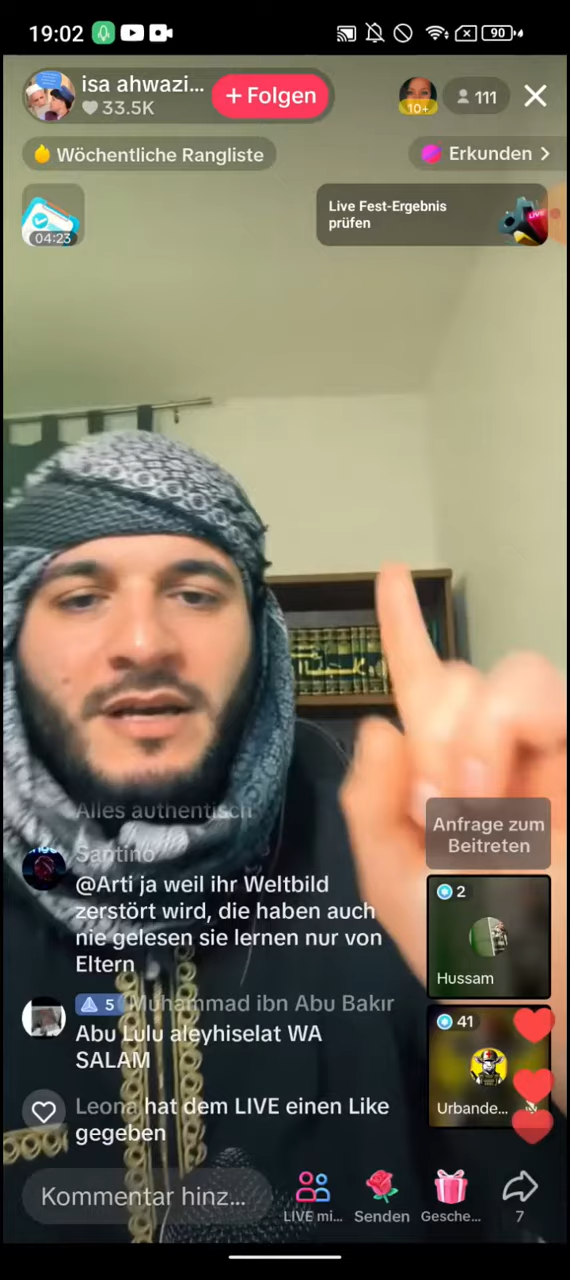 19:02
90
isa ahwazi...
33.5K
+ Folgen
10+
111
Wöchentliche Rangliste
Erkunden >
04:23
Live Fest-Ergebnis
prüfen
LIVE
Alles authentisch
Santino
@Arti ja weil ihr Weltbild
zerstört wird, die haben auch
nie gelesen sie lernen nur von
Eltern
5 Muhammad ibn Abu Bakır
Abu Lulu aleyhiselat WA
SALAM
Leona hat dem LIVE einen Like
gegeben
Anfrage zum
Beitreten
2
Hussam
41
Urbande...
Kommentar hinz...
LIVE mi...
Senden
Gesche...
7